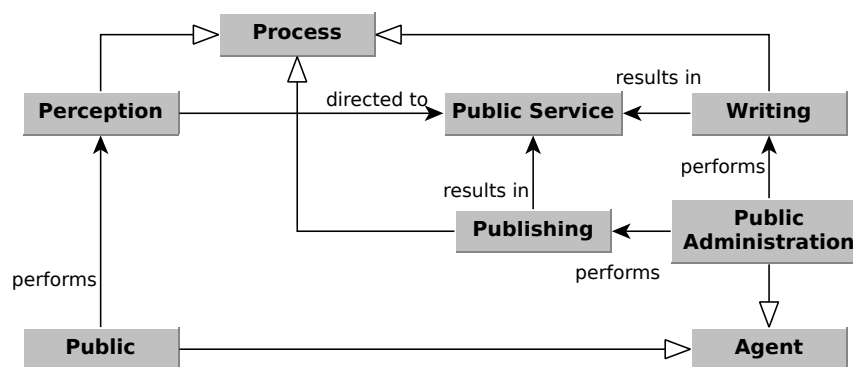 Process
results in
directed to
Perception
Public Service
Writing
performs
results in
Publishing
Public
Administration
performs
performs
Public
Agent